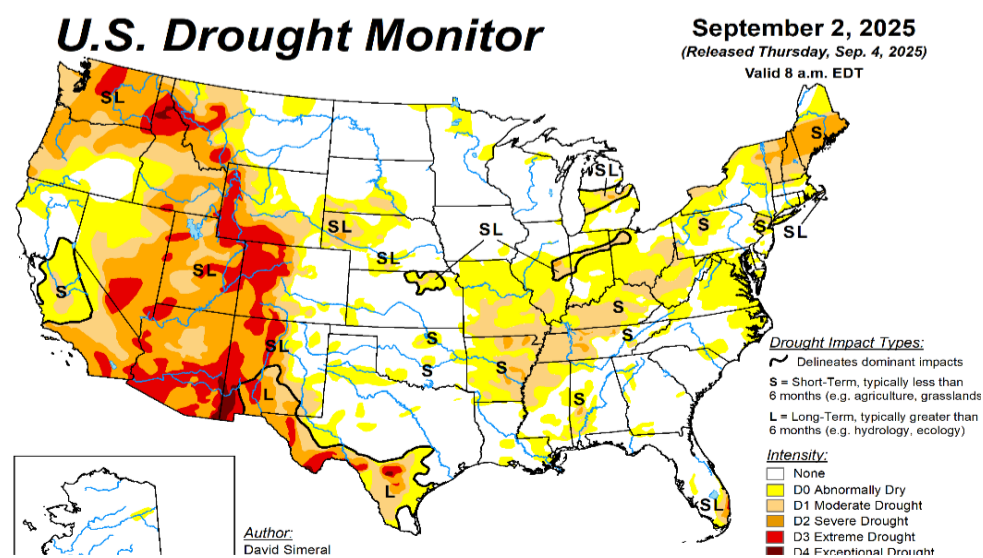 U.S. Drought Monitor
September 2, 2025
(Released Thursday, Sep. 4, 2025)
Valid 8 a.m. EDT
SL
S
SL
SL
SL
SL
S
SL
S
S
SL
S
SL
S
S
S
SL
S
S
L
S
L
SL
Drought Impact Types:
Delineates dominant impacts
S = Short-Term, typically less than
6 months (e.g. agriculture, grasslands
L = Long-Term, typically greater than
6 months (e.g. hydrology, ecology)
Intensity:
None
D0 Abnormally Dry
D1 Moderate Drought
D2 Severe Drought
D3 Extreme Drought
D4 Exceptional Drought
Author:
David Simeral